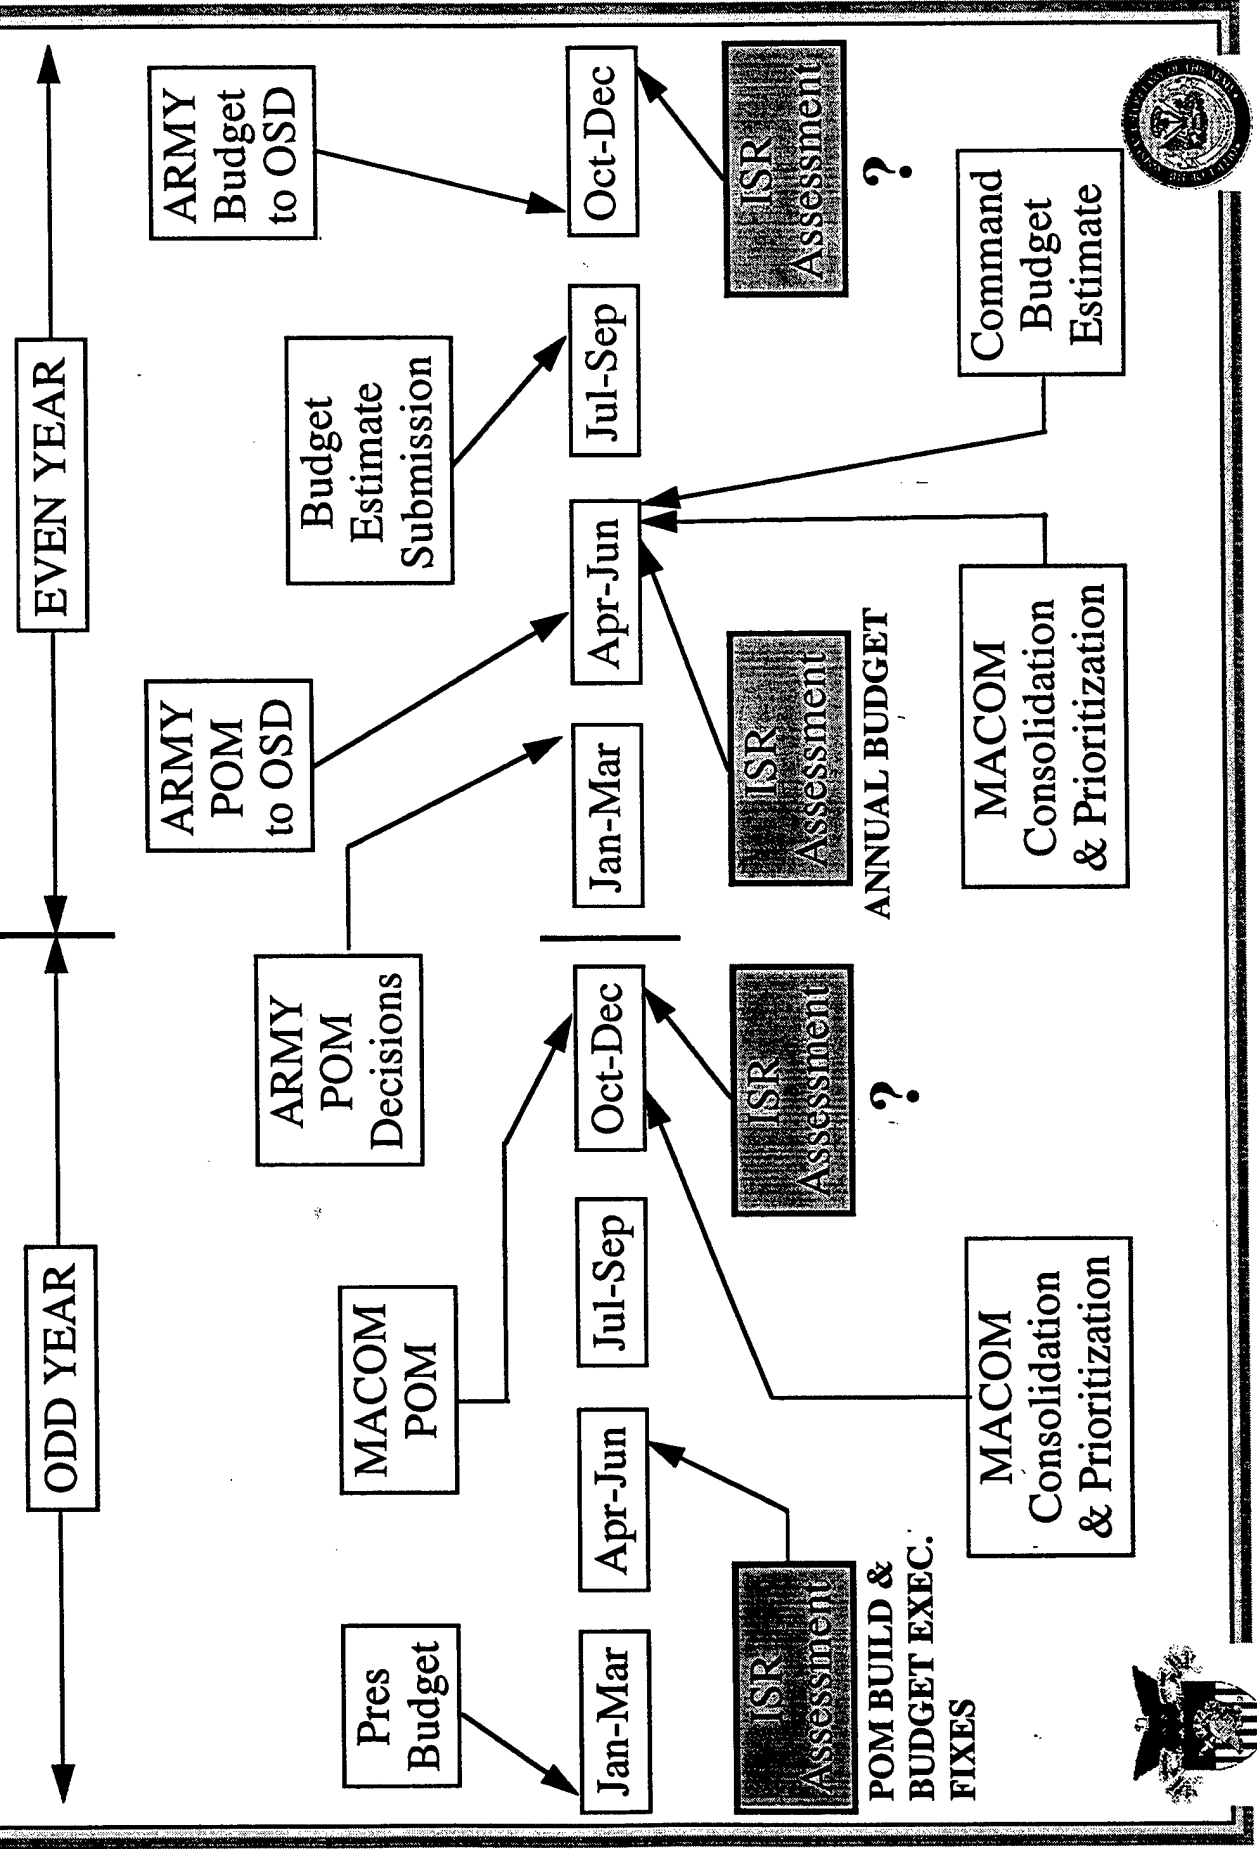 ODD YEAR
EVEN YEAR
ARMY
POM
to OSD
ARMY
Budget
to OSD
ARMY
POM
Decisions
Budget
Estimate
Submission
Pres
Budget
MACOM
POM
Jan-Mar
Apr-Jun
Jul-Sep
Oct-Dec
Jan-Mar
Apr-Jun
Jul-Sep
Oct-Dec
ISR
Assessment
POM BUILD &
BUDGET EXEC.
FIXES
ISR
Assessment
?
ISR
Assessment
ANNUAL BUDGET
ISR
Assessment
?
MACOM
Consolidation
& Prioritization
MACOM
Consolidation
& Prioritization
Command
Budget
Estimate